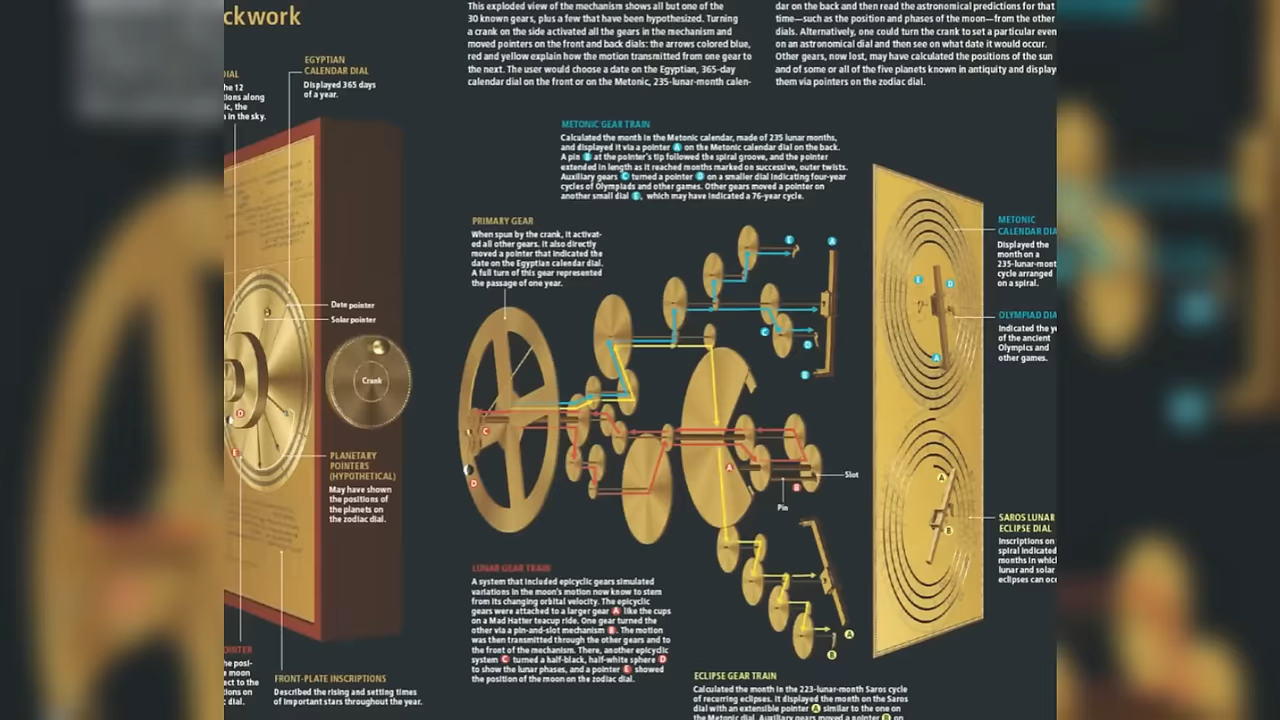 ckwork
This exploded view of the mechanism shows all but one of the
30 known gears, plus a few that have been hypothesized. Turning
a crank on the side activated all the gears in the mechanism and
moved pointers on the front and back dials: the arrows colored blue,
red and yellow explain how the motion transmitted from one gear to
the next. The user would choose a date on the Egyptian, 365-day
calendar dial on the front or on the Metonic, 235-lunar-month calen-
dar on the back and then read the astronomical predictions for that
time—such as the position and phases of the moon—from the other
dials. Alternatively, one could turn the crank to set a particular even
on an astronomical dial and then see on what date it would occur.
Other gears, now lost, may have calculated the positions of the sun
and of some or all of the five planets known in antiquity and display
them via pointers on the zodiac dial.
DIAL
he 12
tions along
ic, the
n in the sky.
EGYPTIAN
CALENDAR DIAL
Displayed 365 days
of a year.
METONIC GEAR TRAIN
Calculated the month in the Metonic calendar, made of 235 lunar months,
and displayed it via a pointer A on the Metonic calendar dial on the back.
A pin B at the pointer's tip followed the spiral groove, and the pointer
extended in length as it reached months marked on successive, outer twists.
Auxiliary gears C turned a pointer D on a smaller dial indicating four-year
cycles of Olympiads and other games. Other gears moved a pointer on
another small dial E, which may have indicated a 76-year cycle.
PRIMARY GEAR
When spun by the crank, it activat-
ed all other gears. It also directly
moved a pointer that indicated the
date on the Egyptian calendar dial.
A full turn of this gear represented
the passage of one year.
METONIC
CALENDAR DIA
Displayed the
month on a
235-lunar-mont
cycle arranged
on a spiral.
OLYMPIAD DIA
Indicated the ye
of the ancient
Olympics and
other games.
Date pointer
Solar pointer
Crank
E
A
C
D
B
E
D
A
D
E
C
D
A
B
Slot
Pin
A
B
A
B
PLANETARY
POINTERS
(HYPOTHETICAL)
May have shown
the positions of
the planets on
the zodiac dial.
SAROS LUNAR
ECLIPSE DIAL
Inscriptions on
spiral indicated
months in which
lunar and solar
eclipses can occ
LUNAR GEAR TRAIN
A system that included epicyclic gears simulated
variations in the moon's motion now know to stem
from its changing orbital velocity. The epicyclic
gears were attached to a larger gear A like the cups
on a Mad Hatter teacup ride. One gear turned the
other via a pin-and-slot mechanism B. The motion
was then transmitted through the other gears and to
the front of the mechanism. There, another epicyclic
system C turned a half-black, half-white sphere D
to show the lunar phases, and a pointer E showed
the position of the moon on the zodiac dial.
OINTER
he posi-
e moon
ect to the
tions on
c dial.
FRONT-PLATE INSCRIPTIONS
Described the rising and setting times
of important stars throughout the year.
ECLIPSE GEAR TRAIN
Calculated the month in the 223-lunar-month Saros cycle
of recurring eclipses. It displayed the month on the Saros
dial with an extensible pointer A similar to the one on
the Metonic dial. Auxiliary gears moved a pointer B on